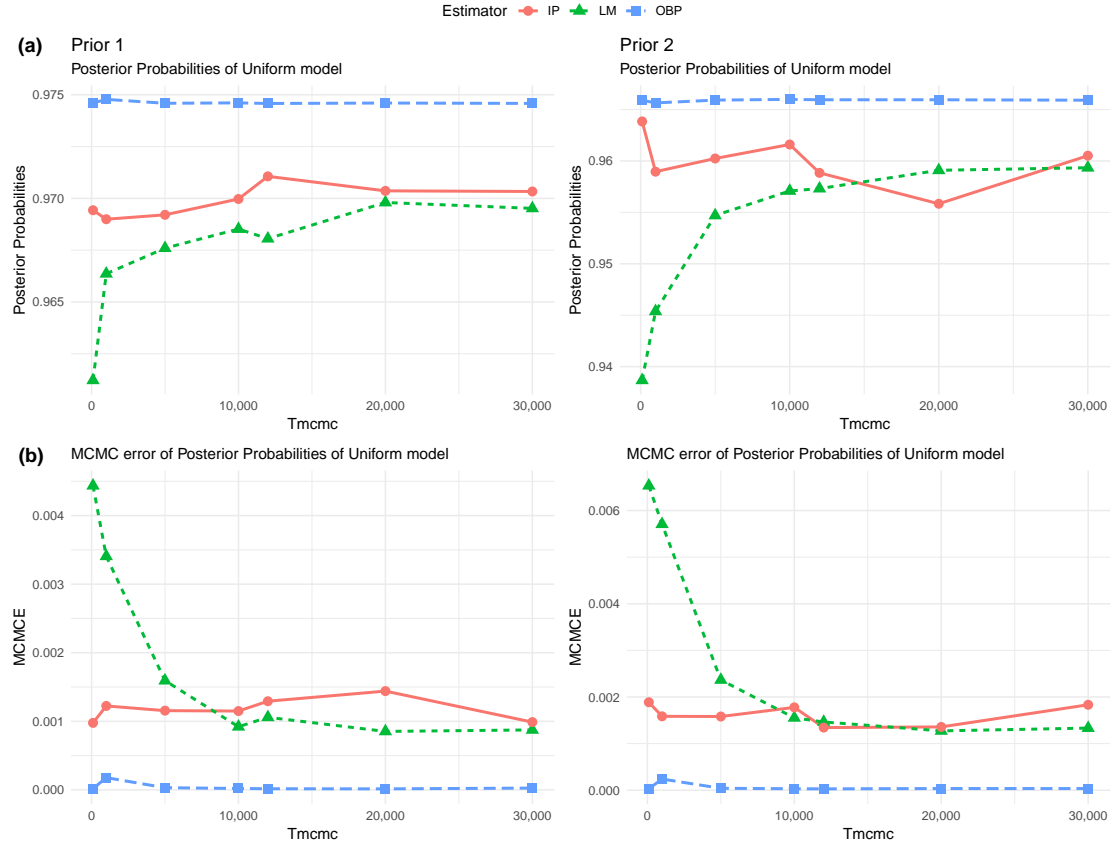 Estimator IP LM OBP
(a) Prior 1
Posterior Probabilities of Uniform model
0.975
0.970
0.965
Posterior Probabilities
0 10,000 20,000 30,000
Tmcmc
Prior 2
Posterior Probabilities of Uniform model
0.96
0.95
0.94
Posterior Probabilities
0 10,000 20,000 30,000
Tmcmc
(b)
MCMC error of Posterior Probabilities of Uniform model
0.004
0.003
0.002
0.001
0.000
MCMCE
0 10,000 20,000 30,000
Tmcmc
MCMC error of Posterior Probabilities of Uniform model
0.006
0.004
0.002
0.000
MCMCE
0 10,000 20,000 30,000
Tmcmc